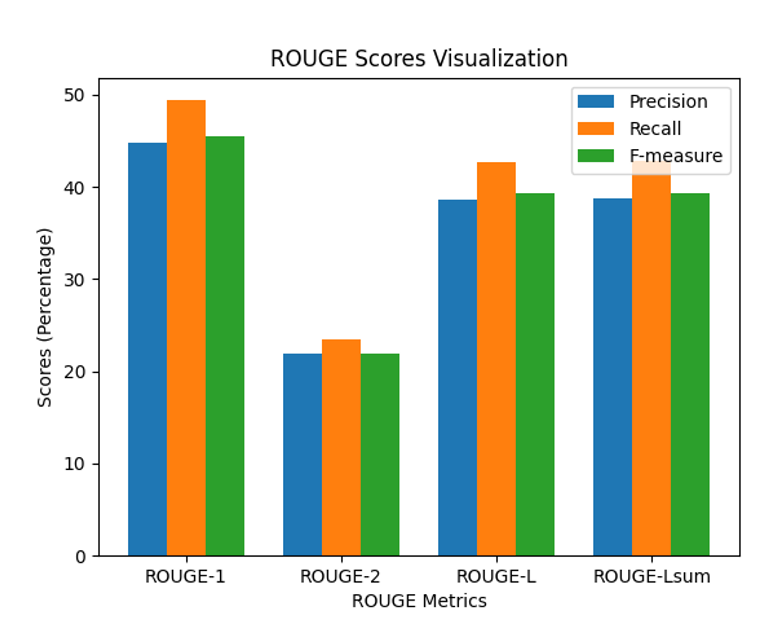 ROUGE Scores Visualization
Precision
Recall
F-measure
50
40
30
20
10
0
Scores (Percentage)
ROUGE-1 ROUGE-2 ROUGE-L ROUGE-Lsum
ROUGE Metrics